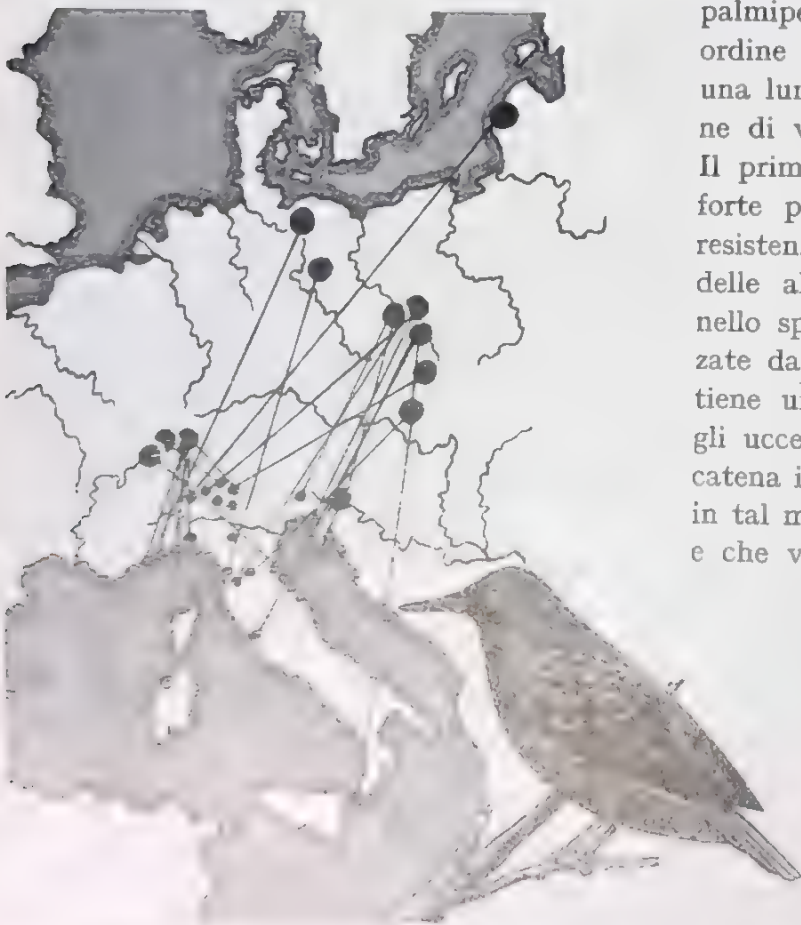 palmipe
ordine
una lun
ne di v
Il prim
forte p
resisten
delle al
nello sp
zate da
tiene u
gli ucce
catena i
in tal m
e che v